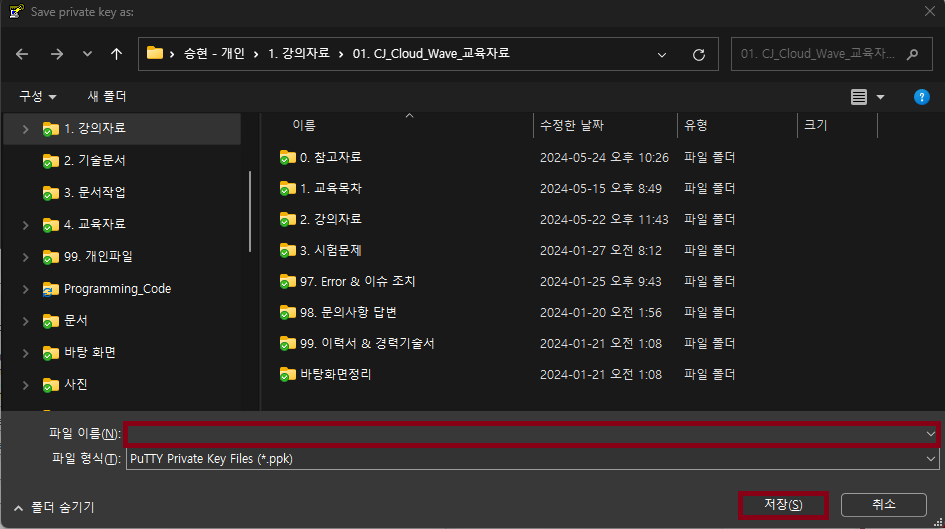 Save private key as:
승현 - 개인 › 1. 강의자료 › 01. CJ_Cloud_Wave_교육자료
01. CJ_Cloud_Wave_교육자...
구성 새 폴더
1. 강의자료
2. 기술문서
3. 문서작업
4. 교육자료
99. 개인파일
Programming_Code
문서
바탕 화면
사진
이름 수정한 날짜 유형 크기
0. 참고자료 2024-05-24 오후 10:26 파일 폴더
1. 교육목차 2024-05-15 오후 8:49 파일 폴더
2. 강의자료 2024-05-22 오후 11:43 파일 폴더
3. 시험문제 2024-01-27 오전 8:12 파일 폴더
97. Error & 이슈 조치 2024-01-25 오후 9:43 파일 폴더
98. 문의사항 답변 2024-01-20 오전 1:56 파일 폴더
99. 이력서 & 경력기술서 2024-01-21 오전 1:08 파일 폴더
바탕화면정리 2024-01-21 오전 1:08 파일 폴더
파일 이름(N):
파일 형식(T): PuTTY Private Key Files (*.ppk)
폴더 숨기기 저장(S) 취소